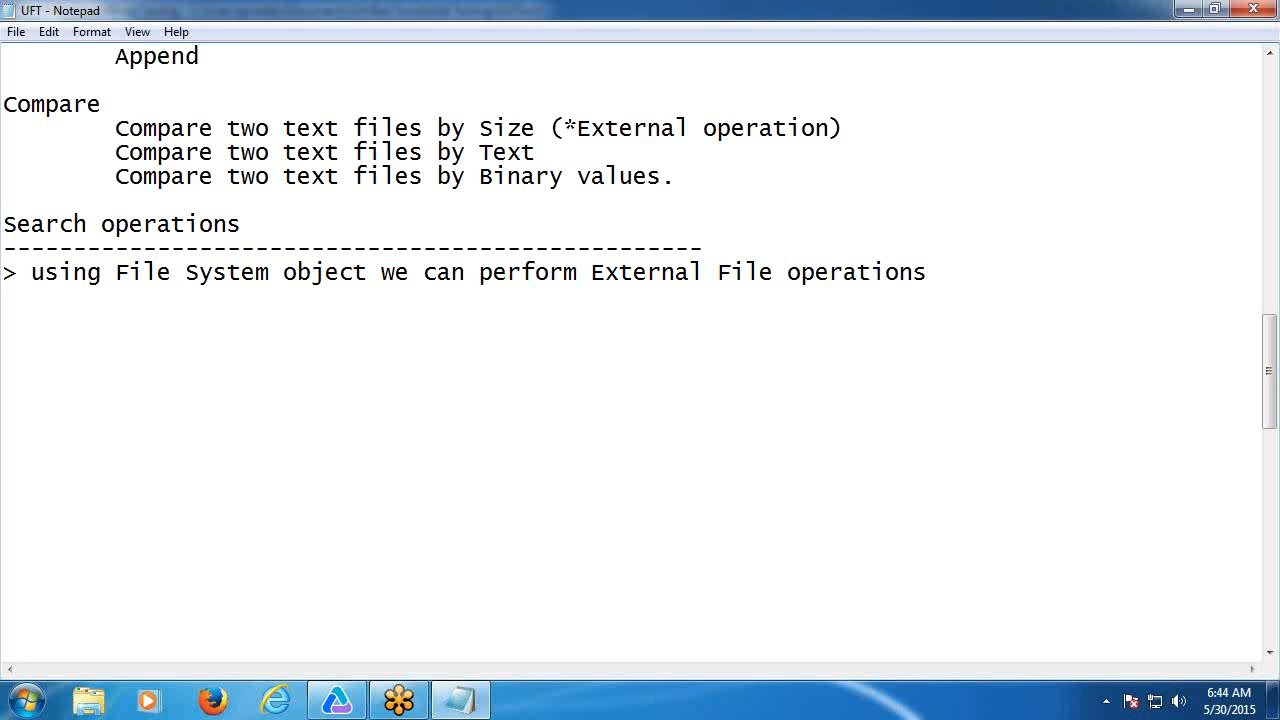 UFT - Notepad
File Edit Format View Help
Append
Compare
Compare two text files by Size (*External operation)
Compare two text files by Text
Compare two text files by Binary values.
Search operations
--------------------------------------------------
> using File System object we can perform External File operations
6:44 AM
5/30/2015